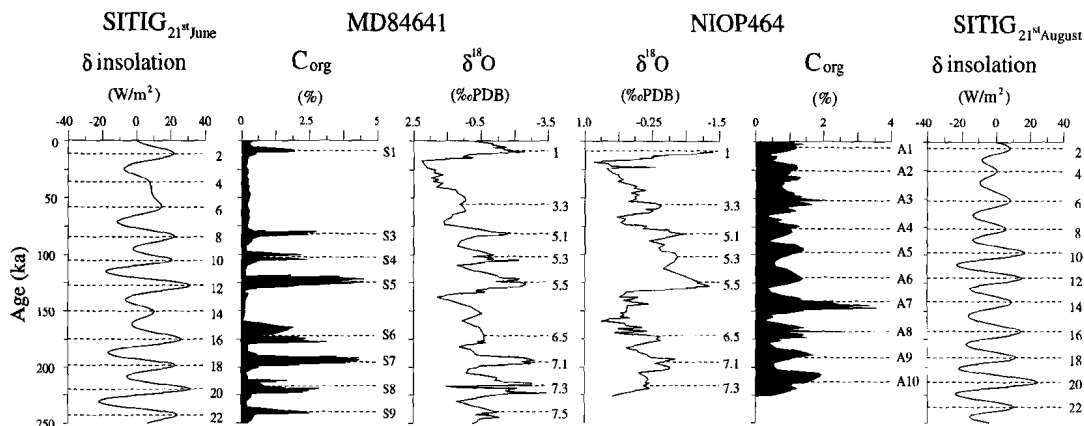 SITIG21st June MD84641 NIOP464 SITIG21st August
δ insolation Corg δ18O δ18O Corg δ insolation
(W/m2) (%) (‰PDB) (‰PDB) (%) (W/m2)
-40 -20 0 20 40 0 2.5 5 2.5 -0.5 -3.5 1.0 -0.25 -1.5 0 2 4 -40 -20 0 20 40
Age (ka)
0
50
100
150
200
250
2
4
6
8
10
12
14
16
18
20
22
S1
S3
S4
S5
S6
S7
S8
S9
1
3.3
5.1
5.3
5.5
6.5
7.1
7.3
7.5
1
3.3
5.1
5.3
5.5
6.5
7.1
7.3
A1
A2
A3
A4
A5
A6
A7
A8
A9
A10
2
4
6
8
10
12
14
16
18
20
22